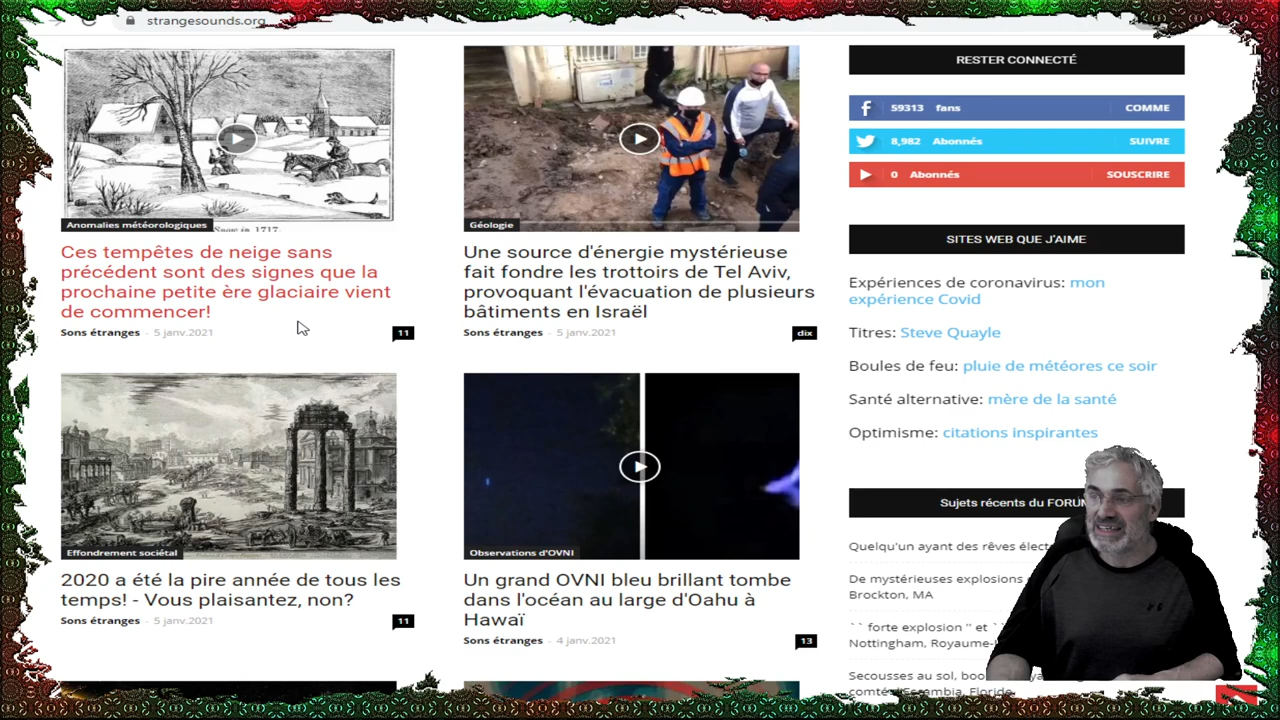 strangesounds.org
Snow in 1717.
Anomalies météorologiques
Ces tempêtes de neige sans
précédent sont des signes que la
prochaine petite ère glaciaire vient
de commencer!
Sons étranges - 5 janv.2021
11
Géologie
Une source d'énergie mystérieuse
fait fondre les trottoirs de Tel Aviv,
provoquant l'évacuation de plusieurs
bâtiments en Israël
Sons étranges - 5 janv.2021
dix
Effondrement sociétal
2020 a été la pire année de tous les
temps! - Vous plaisantez, non?
Sons étranges - 5 janv.2021
11
Observations d'OVNI
Un grand OVNI bleu brillant tombe
dans l'océan au large d'Oahu à
Hawaï
Sons étranges - 4 janv.2021
13
RESTER CONNECTÉ
59313 fans COMME
8,982 Abonnés SUIVRE
0 Abonnés SOUSCRIRE
SITES WEB QUE J'AIME
Expériences de coronavirus: mon
expérience Covid
Titres: Steve Quayle
Boules de feu: pluie de météores ce soir
Santé alternative: mère de la santé
Optimisme: citations inspirantes
Sujets récents du
Quelqu'un ayant des rêves
De mystérieuses explosions
Brockton, MA
`` forte explosion '' et ``
Nottingham,
Secousses au sol,
Floride